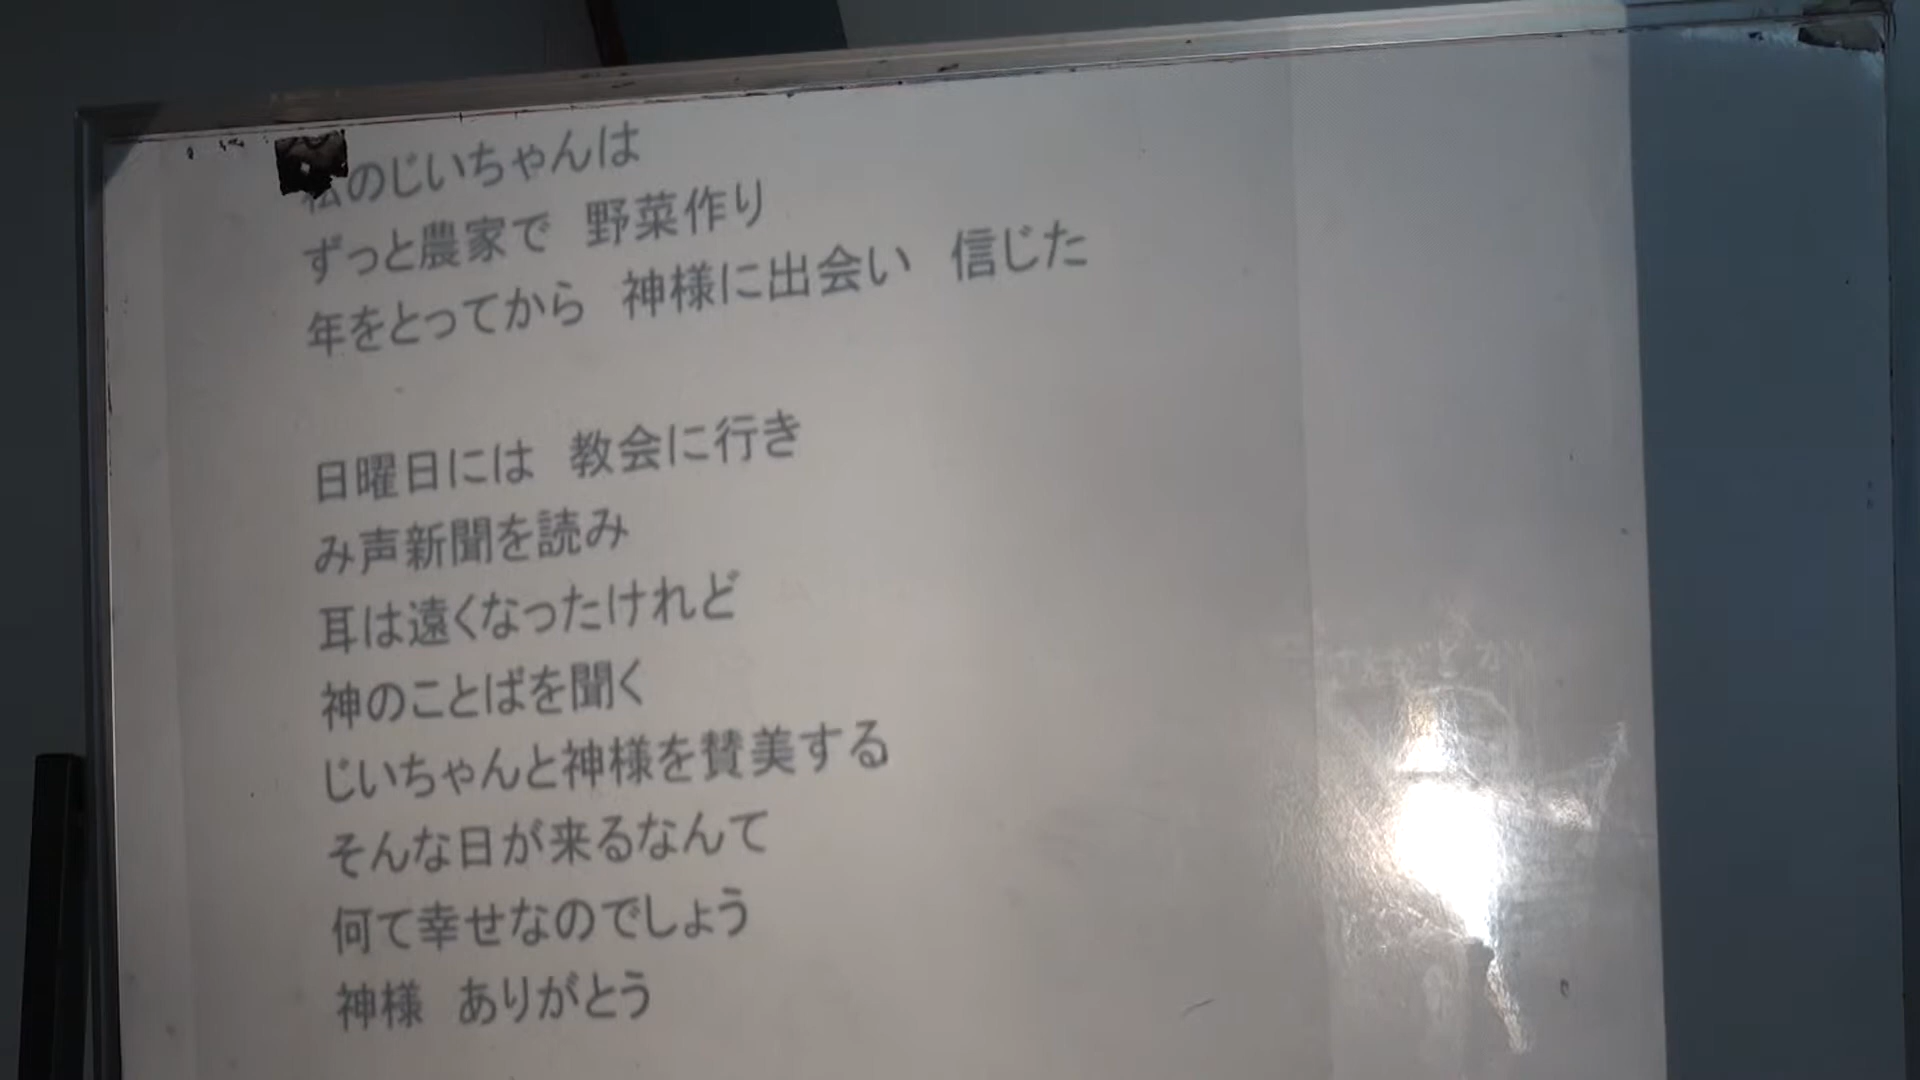 私のじいちゃんは
ずっと農家で　野菜作り
年をとってから　神様に出会い　信じた
日曜日には　教会に行き
み声新聞を読み
耳は遠くなったけれど
神のことばを聞く
じいちゃんと神様を賛美する
そんな日が来るなんて
何て幸せなのでしょう
神様　ありがとう